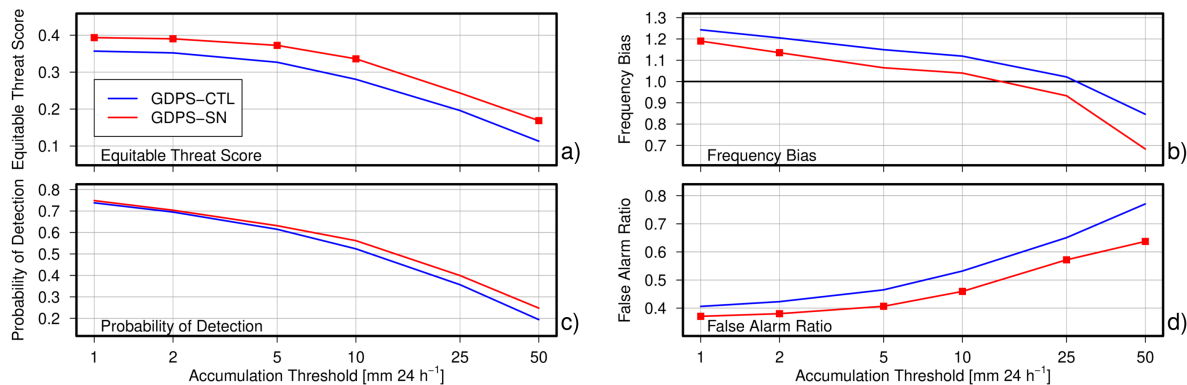 Equitable Threat Score
0.4
0.3
0.2
0.1
GDPS−CTL
GDPS−SN
Equitable Threat Score
a)
Frequency Bias
1.3
1.2
1.1
1.0
0.9
0.8
0.7
Frequency Bias
b)
Probability of Detection
0.8
0.7
0.6
0.5
0.4
0.3
0.2
Probability of Detection
c)
1 2 5 10 25 50
Accumulation Threshold [mm 24 h⁻¹]
False Alarm Ratio
0.8
0.7
0.6
0.5
0.4
False Alarm Ratio
d)
1 2 5 10 25 50
Accumulation Threshold [mm 24 h⁻¹]